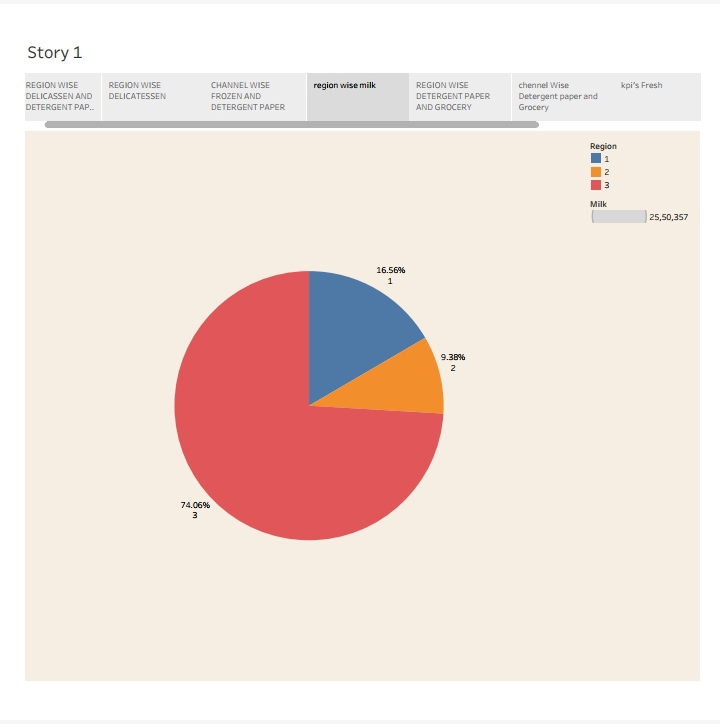 Story 1
REGION WISE
DELICASSEN AND
DETERGENT PAP..
REGION WISE
DELICATESSEN
CHANNEL WISE
FROZEN AND
DETERGENT PAPER
region wise milk
REGION WISE
DETERGENT PAPER
AND GROCERY
channel Wise
Detergent paper and
Grocery
kpi's Fresh
Region
1
2
3
Milk
25,50,357
16.56%
1
9.38%
2
74.06%
3